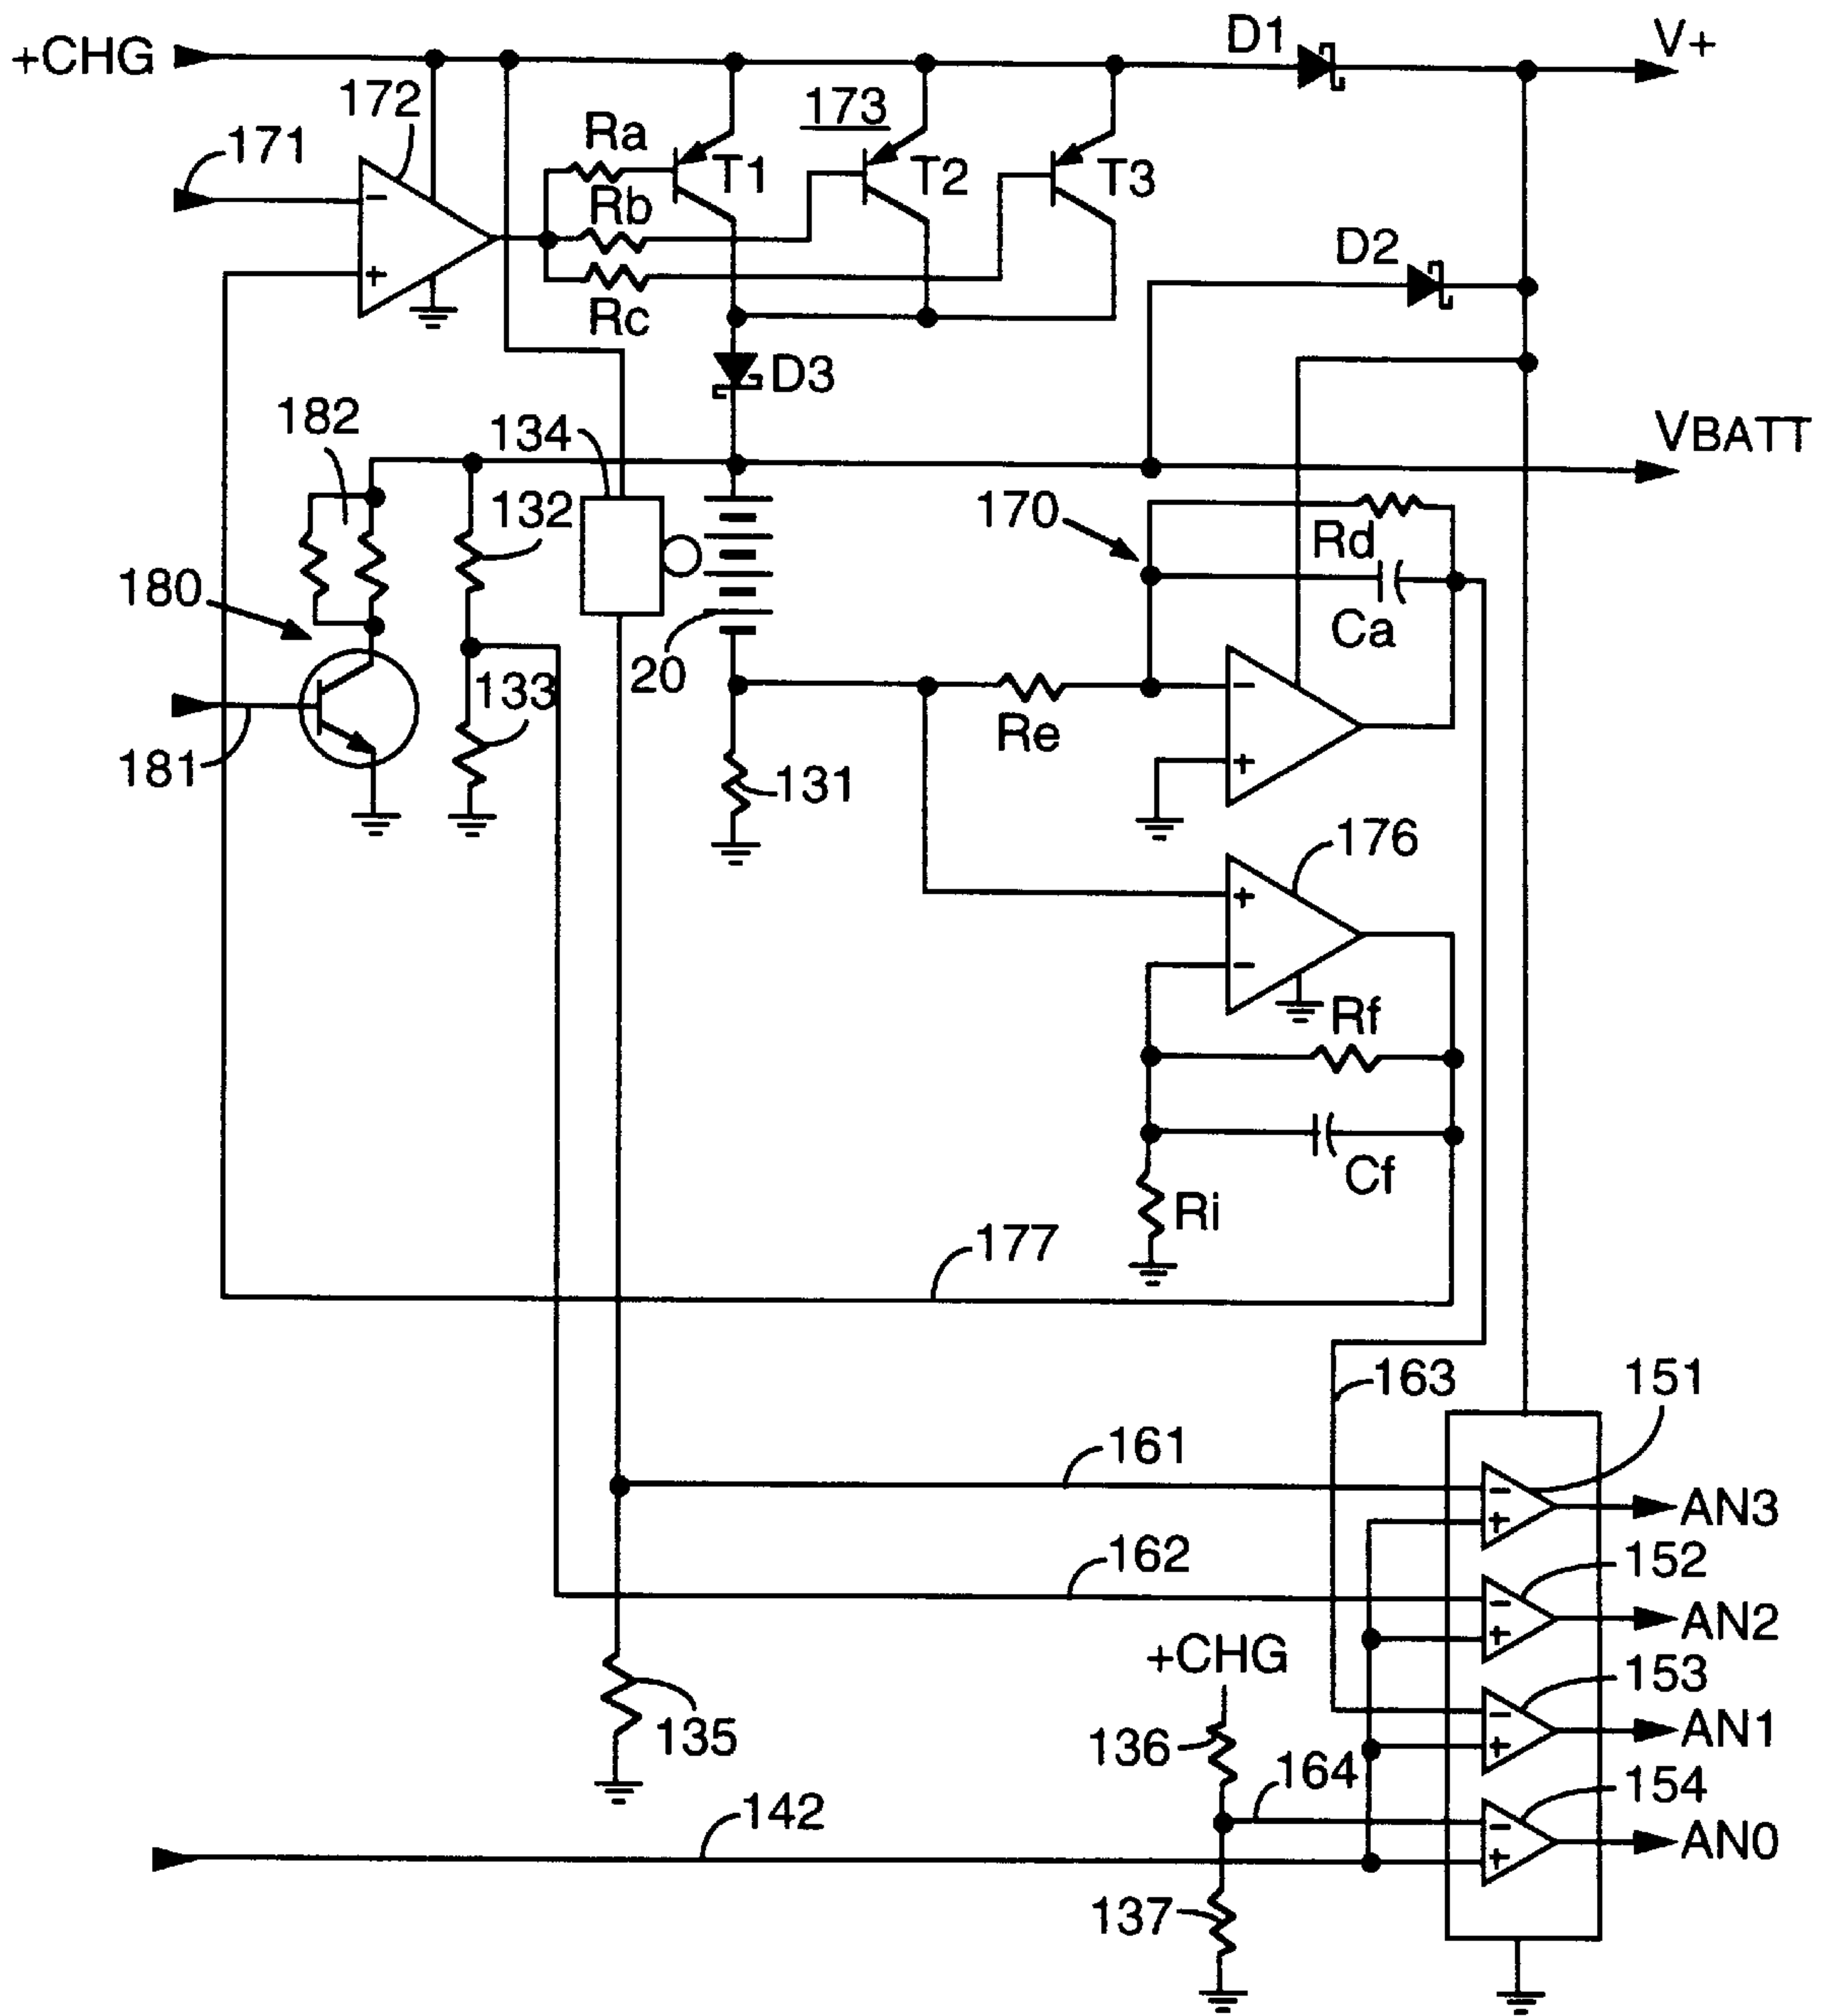 +CHG
D1
V+
172
171
Ra
173
T1
T2
T3
Rb
Rc
D2
D3
182
134
VBATT
132
170
Rd
180
Ca
20
133
Re
181
131
176
Rf
Cf
Ri
177
163
151
161
AN3
162
152
AN2
+CHG
153
135
136
AN1
164
154
142
AN0
137